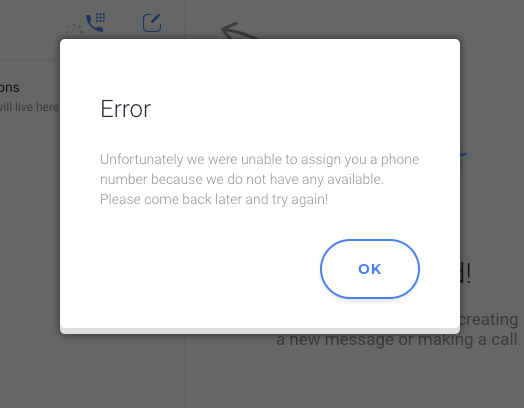 ons
will live here
Error
Unfortunately we were unable to assign you a phone
number because we do not have any available.
Please come back later and try again!
OK
d!
creating
a new message or making a call.